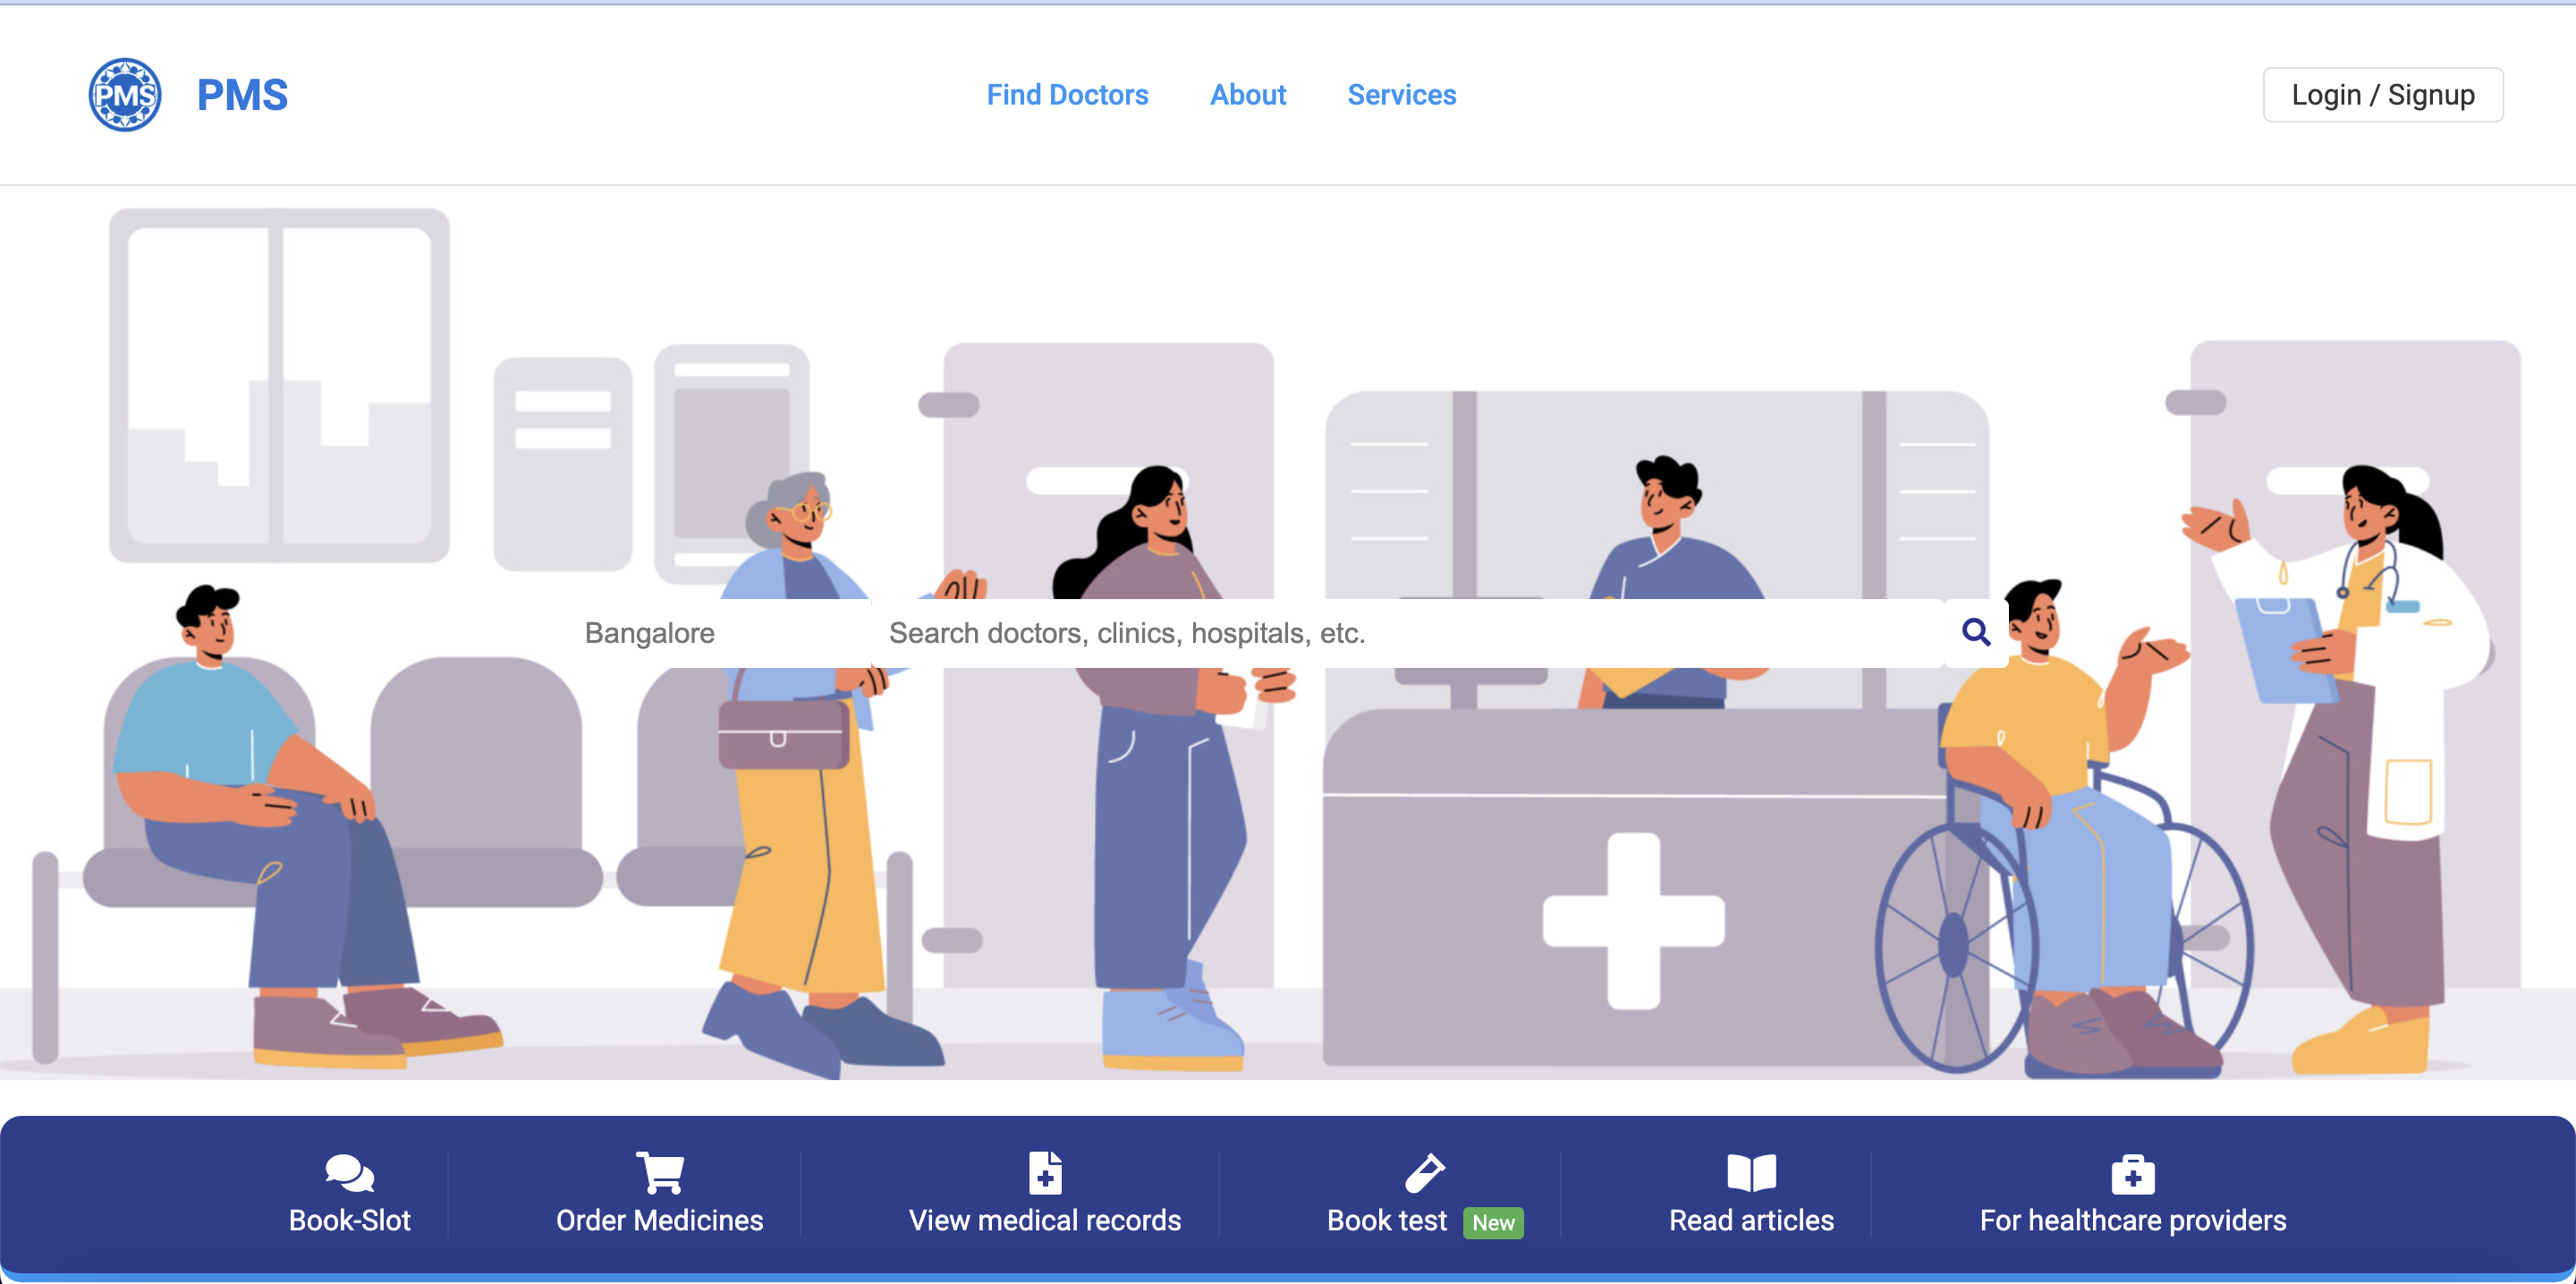 PMS
PMS
Find Doctors
About
Services
Login / Signup
Bangalore
Search doctors, clinics, hospitals, etc.
Book-Slot
Order Medicines
View medical records
Book test New
Read articles
For healthcare providers